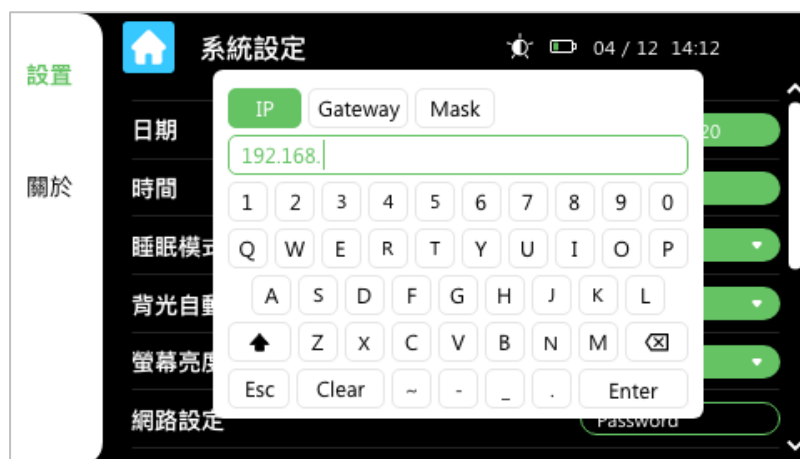 系統設定 04 / 12 14:12
設置
關於
IP Gateway Mask
192.168.
1 2 3 4 5 6 7 8 9 0
Q W E R T Y U I O P
A S D F G H J K L
Z X C V B N M
Esc Clear ~ - _ . Enter
日期 20
時間
睡眠模式
背光自動
螢幕亮度
網路設定 Password